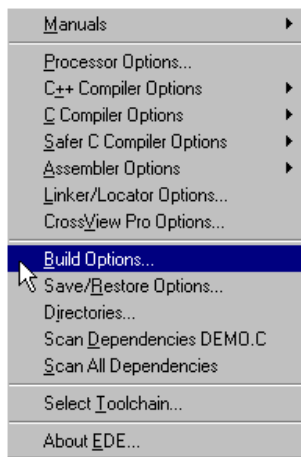 Manuals
Processor Options...
C++ Compiler Options
C Compiler Options
Safer C Compiler Options
Assembler Options
Linker/Locator Options...
CrossView Pro Options...
Build Options...
Save/Restore Options...
Directories...
Scan Dependencies DEMO.C
Scan All Dependencies
Select Toolchain...
About EDE...